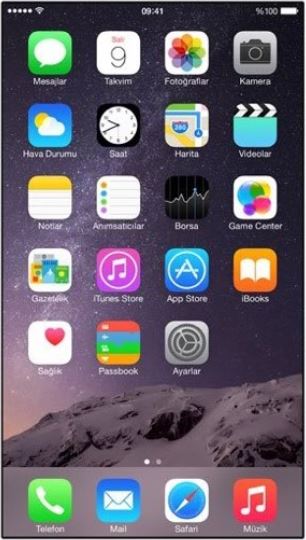 09:41 %100
Salı
9
Mesajlar Takvim Fotoğraflar Kamera
280
Hava Durumu Saat Harita Videolar
Notlar Anımsatıcılar Borsa Game Center
Gazetelik iTunes Store App Store iBooks
Sağlık Passbook Ayarlar
Telefon Mail Safari Müzik